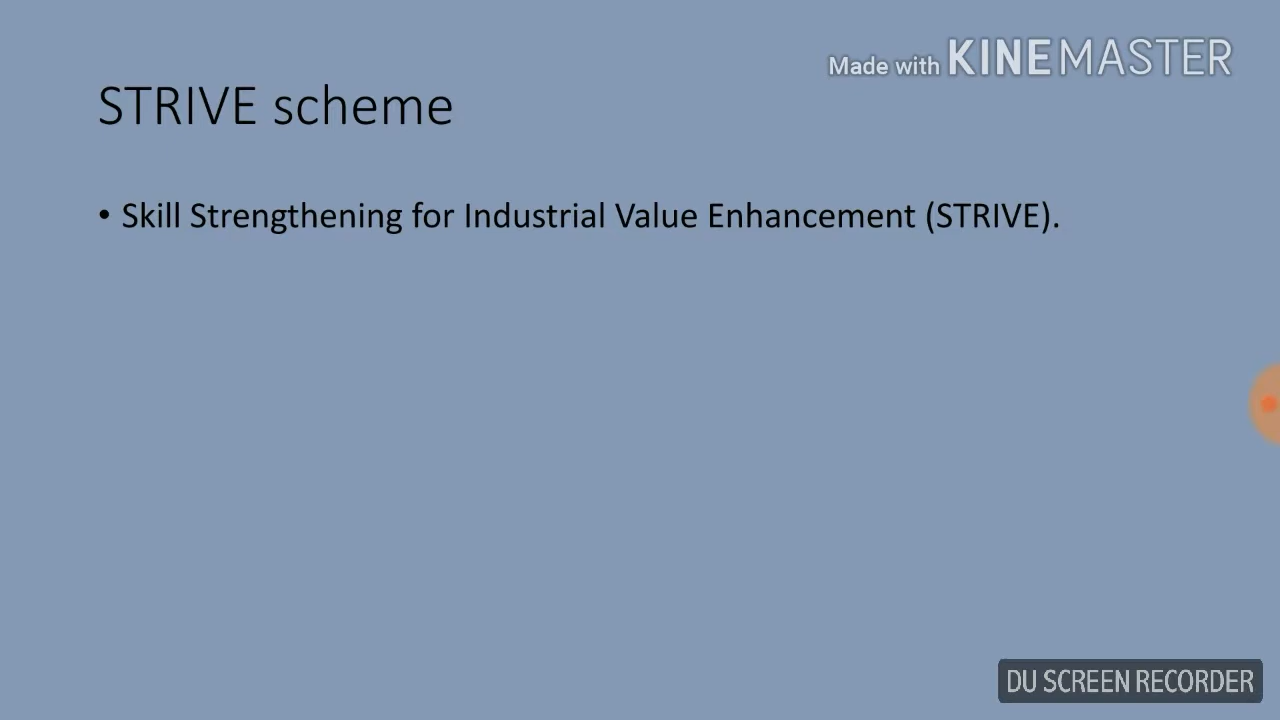 Made with KINEMASTER
STRIVE scheme
• Skill Strengthening for Industrial Value Enhancement (STRIVE).
DU SCREEN RECORDER